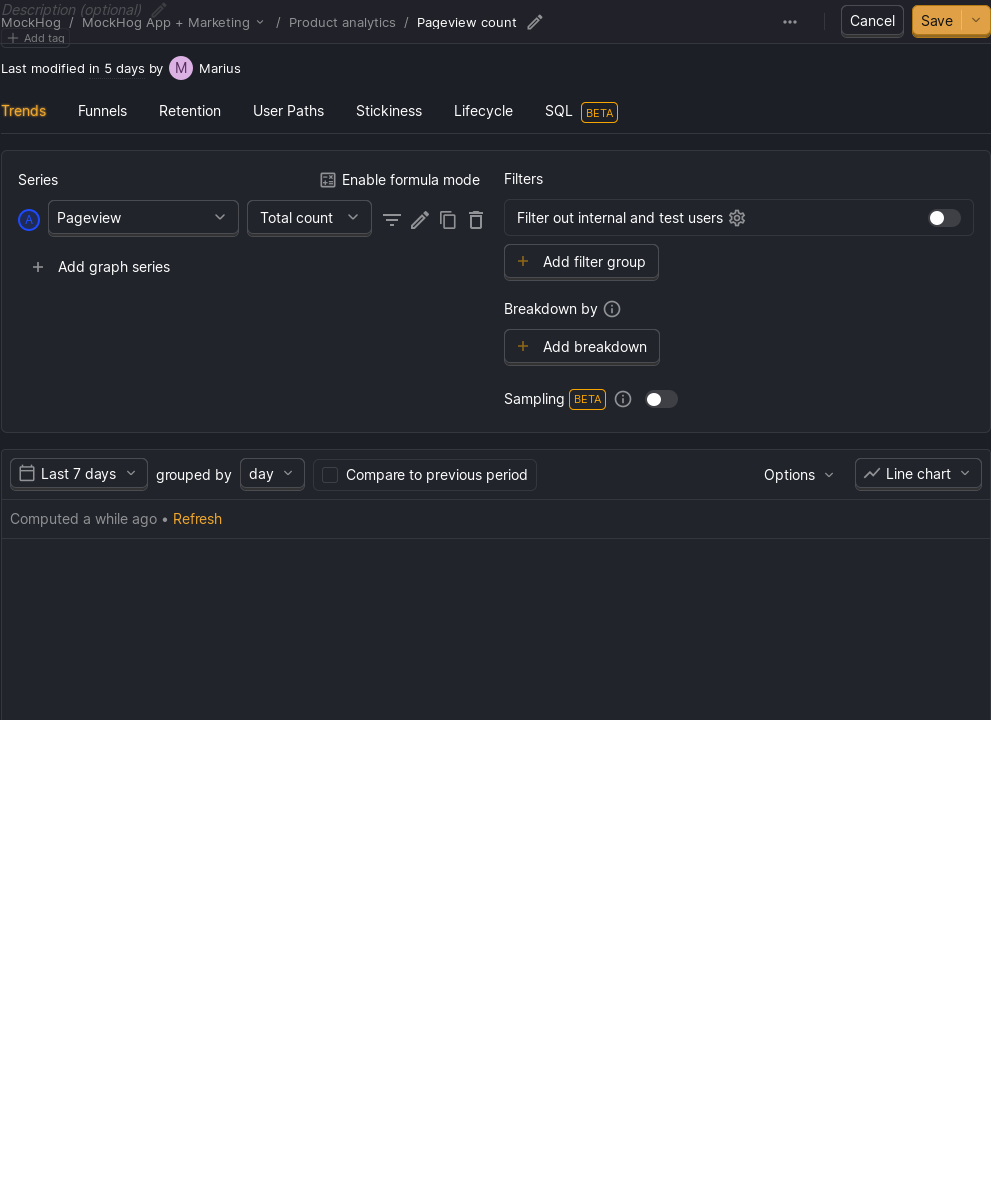 Description (optional)
MockHog / MockHog App + Marketing / Product analytics / Pageview count
Cancel
Save
Add tag
Last modified in 5 days by M Marius
Trends Funnels Retention User Paths Stickiness Lifecycle SQL BETA
Series
Enable formula mode
A Pageview Total count
Add graph series
Filters
Filter out internal and test users
Add filter group
Breakdown by
Add breakdown
Sampling BETA
Last 7 days grouped by day Compare to previous period Options Line chart
Computed a while ago • Refresh